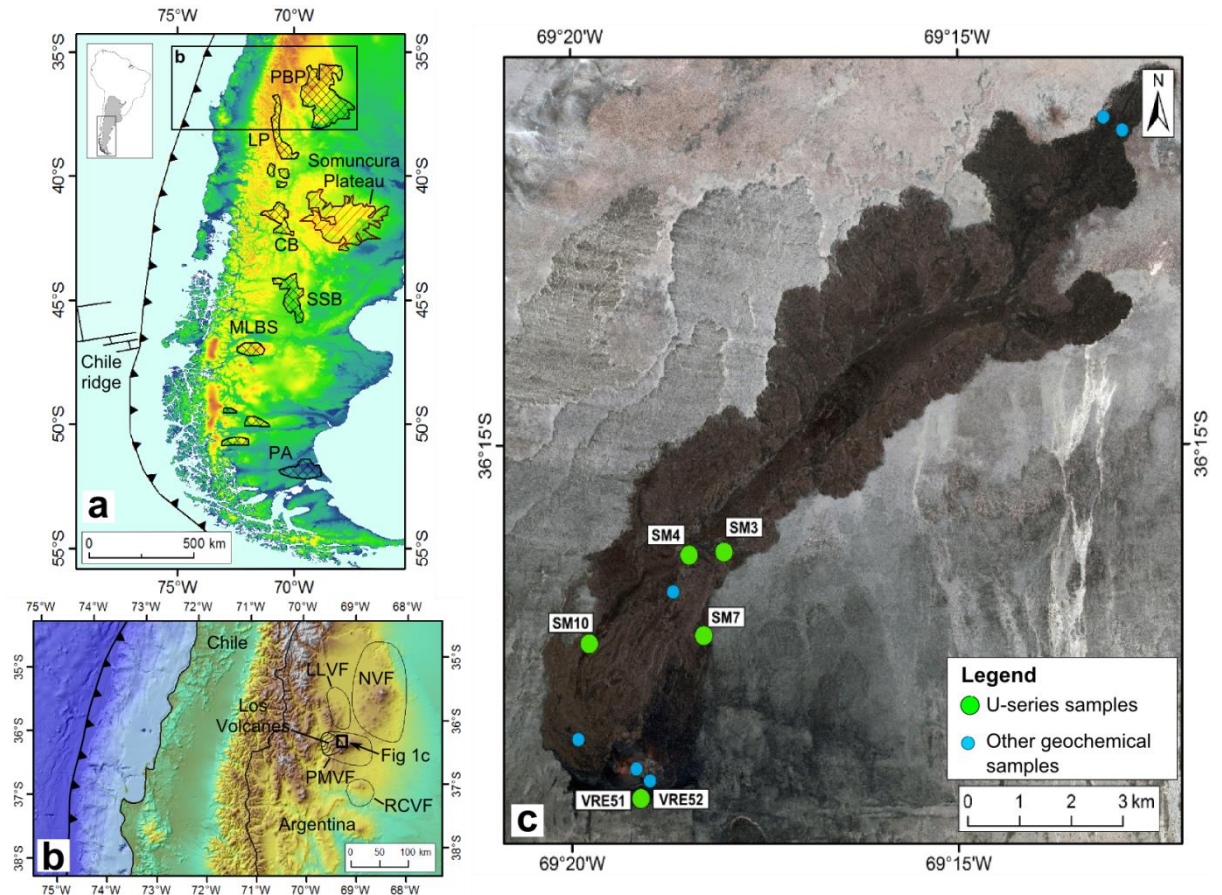 75°W
70°W
35°S
35°S
b
PBP
LP
40°S
40°S
Somuncura
Plateau
CB
45°S
45°S
SSB
MLBS
Chile
ridge
50°S
50°S
PA
a
0
500 km
55°S
55°S
75°W
70°W
75°W
74°W
73°W
72°W
71°W
70°W
69°W
68°W
35°S
35°S
Chile
LLVF
NVF
Los
Volcanes
36°S
36°S
Fig 1c
PMVF
37°S
37°S
RCVF
Argentina
38°S
38°S
b
0
50
100 km
75°W
74°W
73°W
72°W
71°W
70°W
69°W
68°W
69°20'W
69°15'W
N
36°15'S
36°15'S
SM4
SM3
SM10
SM7
VRE51
VRE52
Legend
U-series samples
Other geochemical
samples
0
1
2
3 km
c
69°20'W
69°15'W